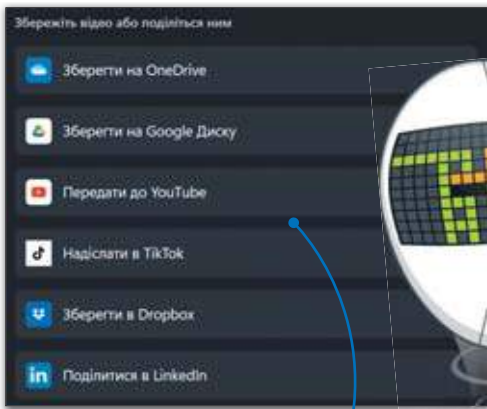 Збережіть відео або поділіться ним
Зберегти на OneDrive
Зберегти на Google Диску
Передати до YouTube
Надіслати в TikTok
Зберегти в Dropbox
Поділитися в LinkedIn